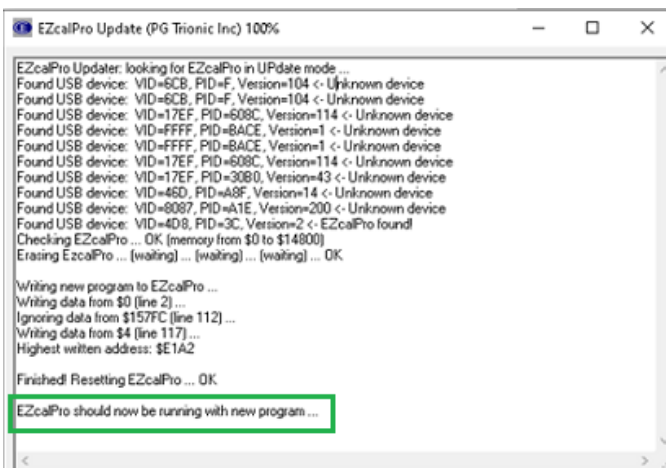 EZcalPro Update (PG Trionic Inc) 100%
EZcalPro Updater: looking for EZcalPro in UPdate mode ...
Found USB device:  VID=6CB, PID=F, Version=104 <- Unknown device
Found USB device:  VID=6CB, PID=F, Version=104 <- Unknown device
Found USB device:  VID=17EF, PID=608C, Version=114 <- Unknown device
Found USB device:  VID=FFFF, PID=BACE, Version=1 <- Unknown device
Found USB device:  VID=FFFF, PID=BACE, Version=1 <- Unknown device
Found USB device:  VID=17EF, PID=608C, Version=114 <- Unknown device
Found USB device:  VID=17EF, PID=30B0, Version=43 <- Unknown device
Found USB device:  VID=46D, PID=A8F, Version=14 <- Unknown device
Found USB device:  VID=8087, PID=A1E, Version=200 <- Unknown device
Found USB device:  VID=4D8, PID=3C, Version=2 <- EZcalPro found!
Checking EZcalPro ... OK (memory from $0 to $14800)
Erasing EzcalPro ... (waiting) ... (waiting) ... (waiting) ... OK
Writing new program to EZcalPro ...
Writing data from $0 (line 2) ...
Ignoring data from $157FC (line 112) ...
Writing data from $4 (line 117) ...
Highest written address: $E1A2
Finished! Resetting EZcalPro ... OK
EZcalPro should now be running with new program ...